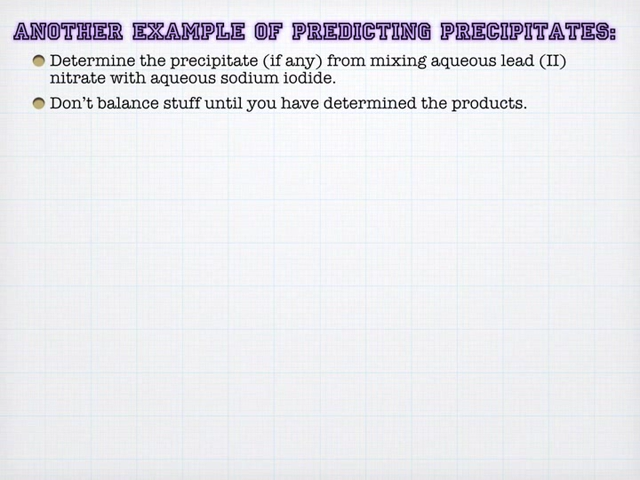 ANOTHER EXAMPLE OF PREDICTING PRECIPITATES:
Determine the precipitate (if any) from mixing aqueous lead (II)
nitrate with aqueous sodium iodide.
Don't balance stuff until you have determined the products.